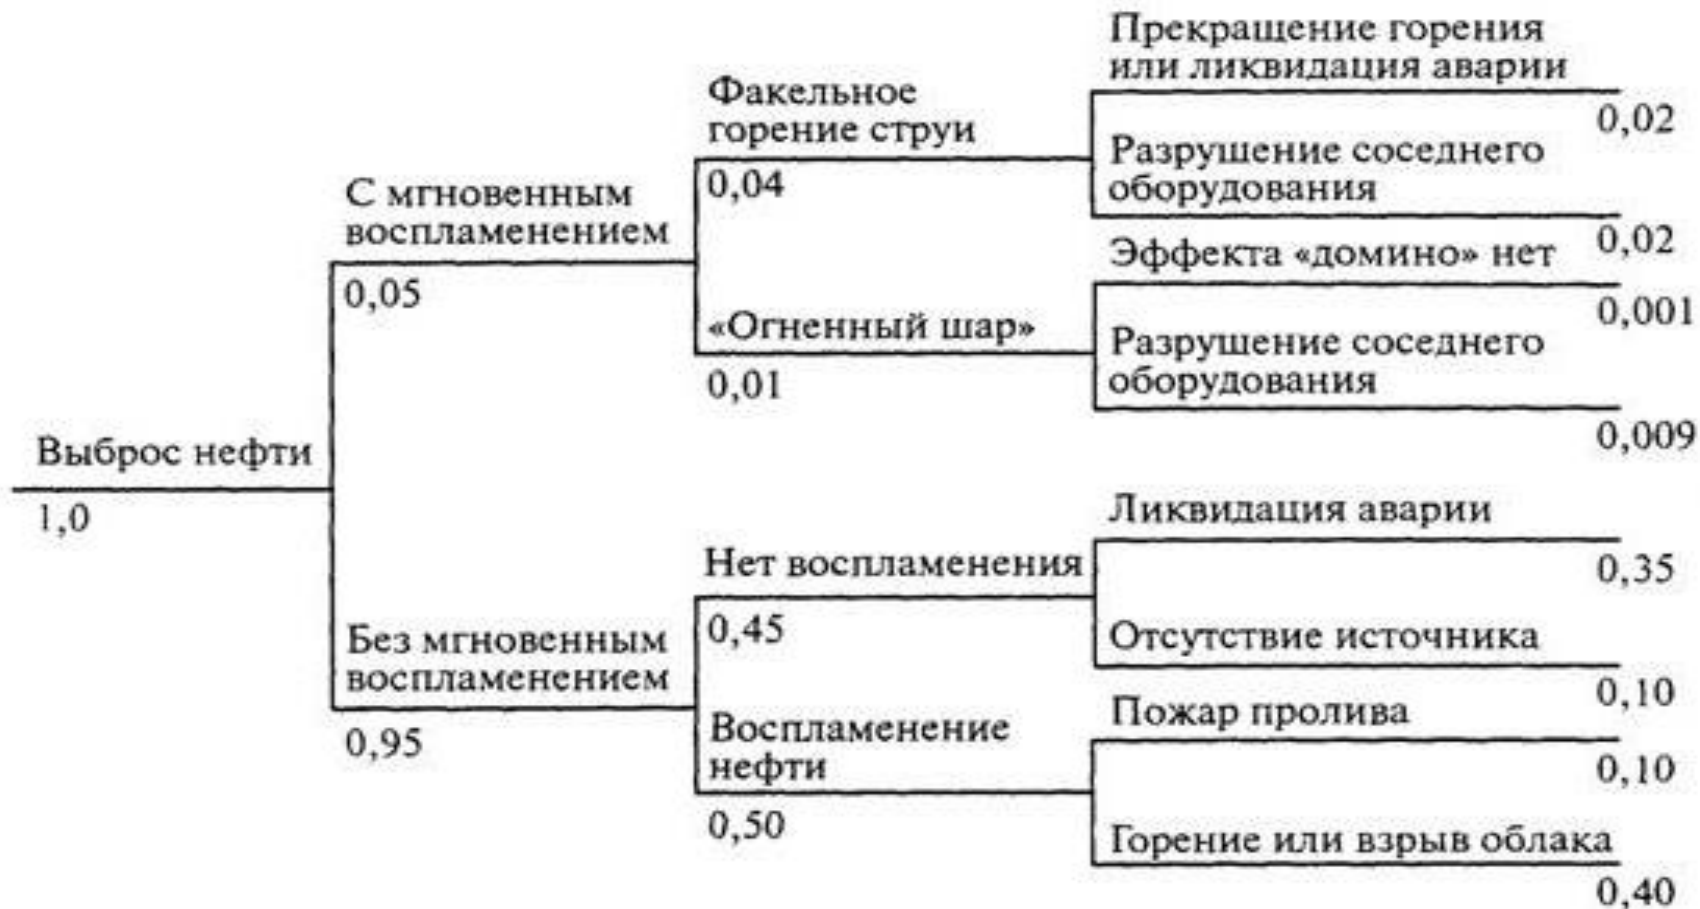 Выброс нефти
1,0
С мгновенным
воспламенением
0,05
Факельное
горение струи
0,04
Прекращение горения
или ликвидация аварии
0,02
Разрушение соседнего
оборудования
0,02
«Огненный шар»
0,01
Эффекта «домино» нет
0,001
Разрушение соседнего
оборудования
0,009
Без мгновенным
воспламенением
0,95
Нет воспламенения
0,45
Ликвидация аварии
0,35
Отсутствие источника
0,10
Воспламенение
нефти
0,50
Пожар пролива
0,10
Горение или взрыв облака
0,40